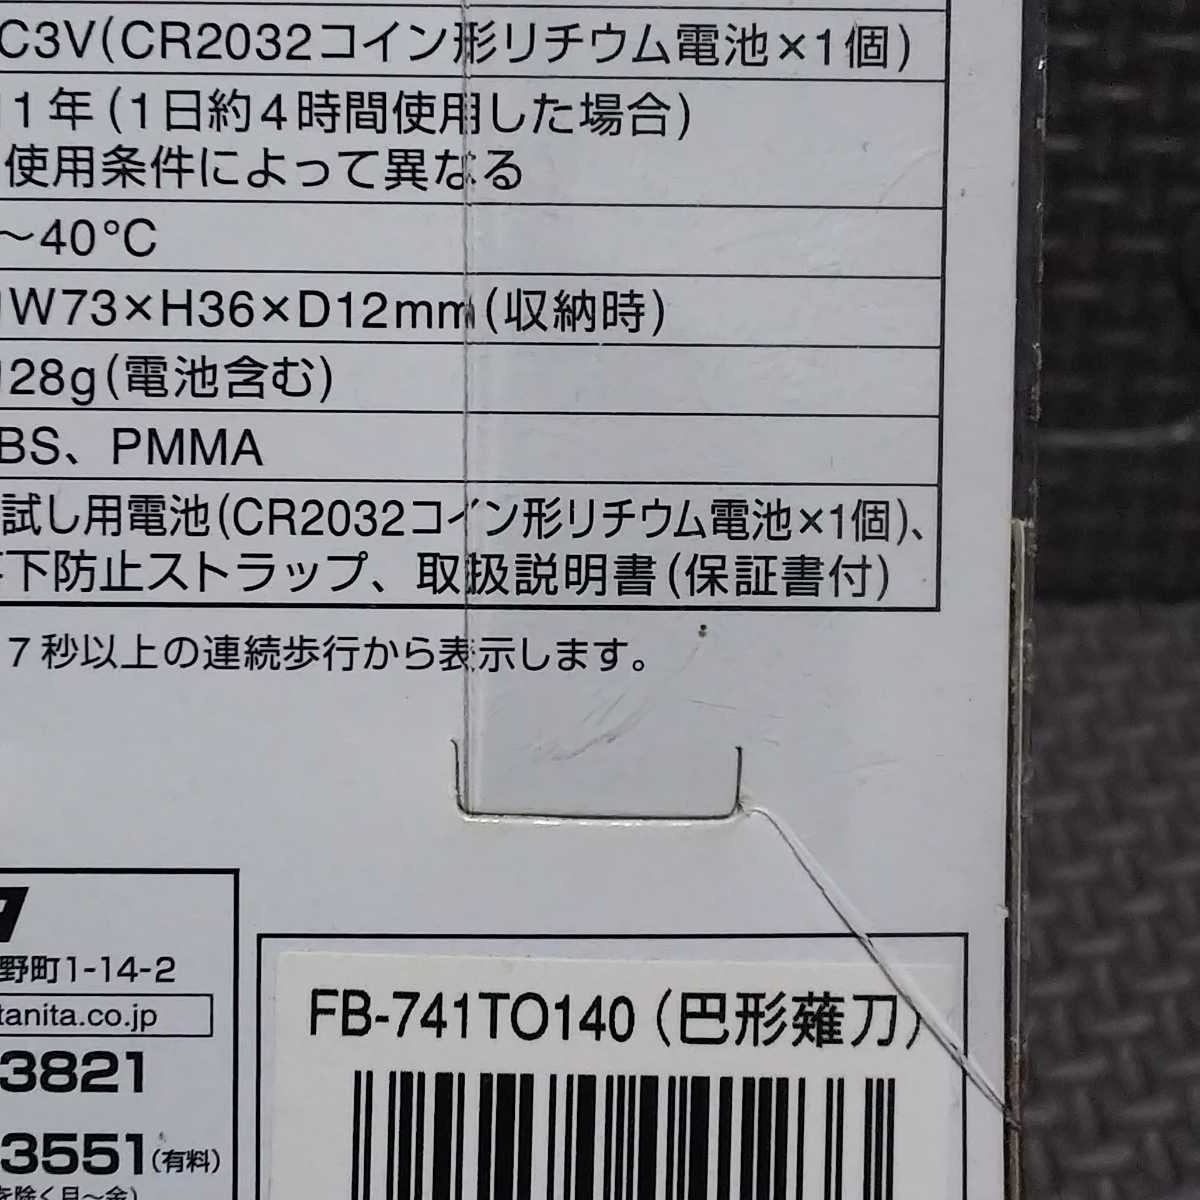 C3V(CR2032コイン形リチウム電池×1個)
1年(1日約4時間使用した場合)
使用条件によって異なる
～40℃
W73×H36×D12mm(収納時)
28g(電池含む)
BS、PMMA
試し用電池(CR2032コイン形リチウム電池×1個)、
下防止ストラップ、取扱説明書(保証書付)
7秒以上の連続歩行から表示します。
野町1-14-2
tanita.co.jp
3821
3551(有料)
を除く月～金)
FB-741TO140(巴形薙刀)